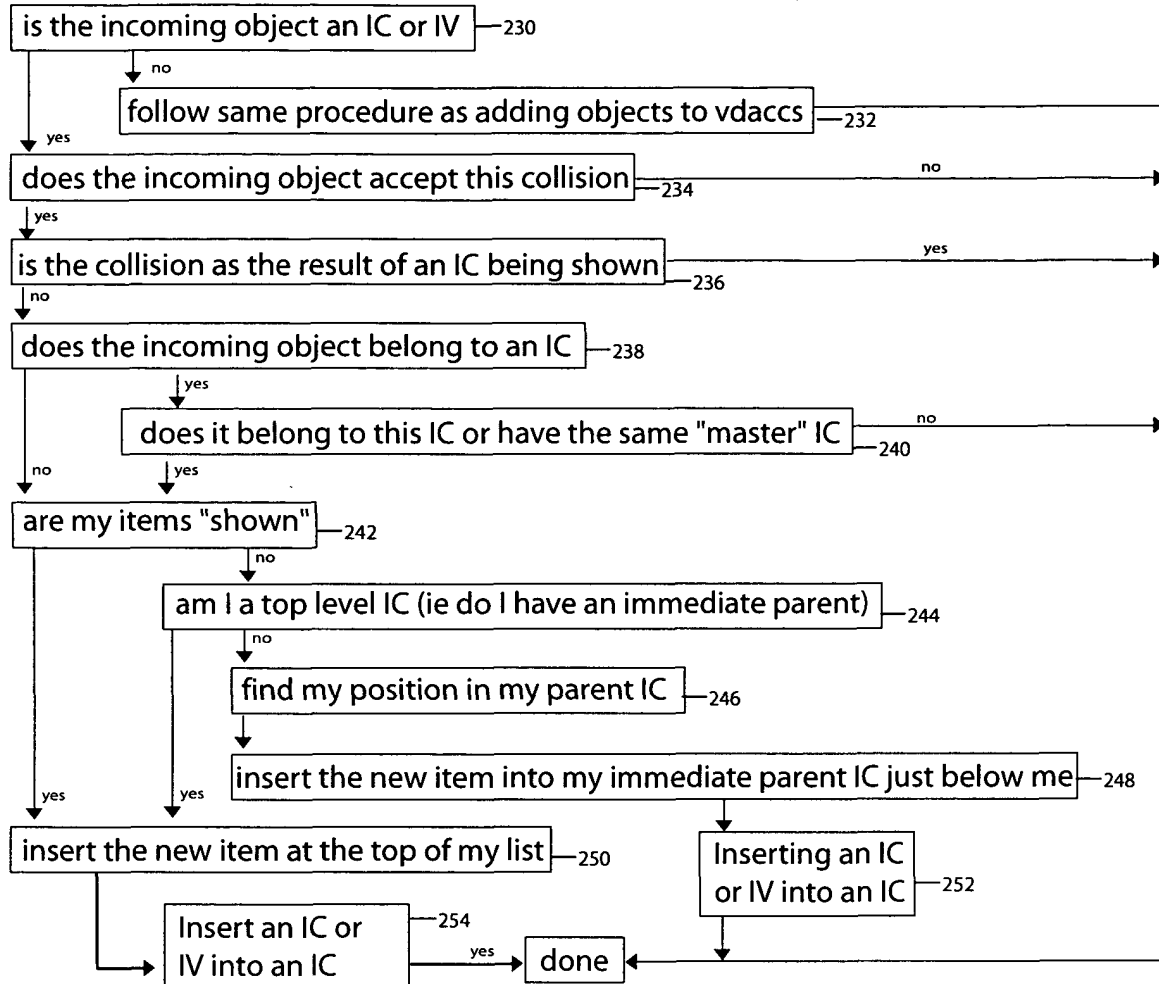 is the incoming object an IC or IV
230
no
follow same procedure as adding objects to vdaccs
232
yes
does the incoming object accept this collision
234
no
yes
is the collision as the result of an IC being shown
236
yes
no
does the incoming object belong to an IC
238
yes
does it belong to this IC or have the same "master" IC
240
no
no
yes
are my items "shown"
242
no
am I a top level IC (ie do I have an immediate parent)
244
no
find my position in my parent IC
246
insert the new item into my immediate parent IC just below me
248
yes
yes
insert the new item at the top of my list
250
Inserting an IC
or IV into an IC
252
Insert an IC or
IV into an IC
254
yes
done